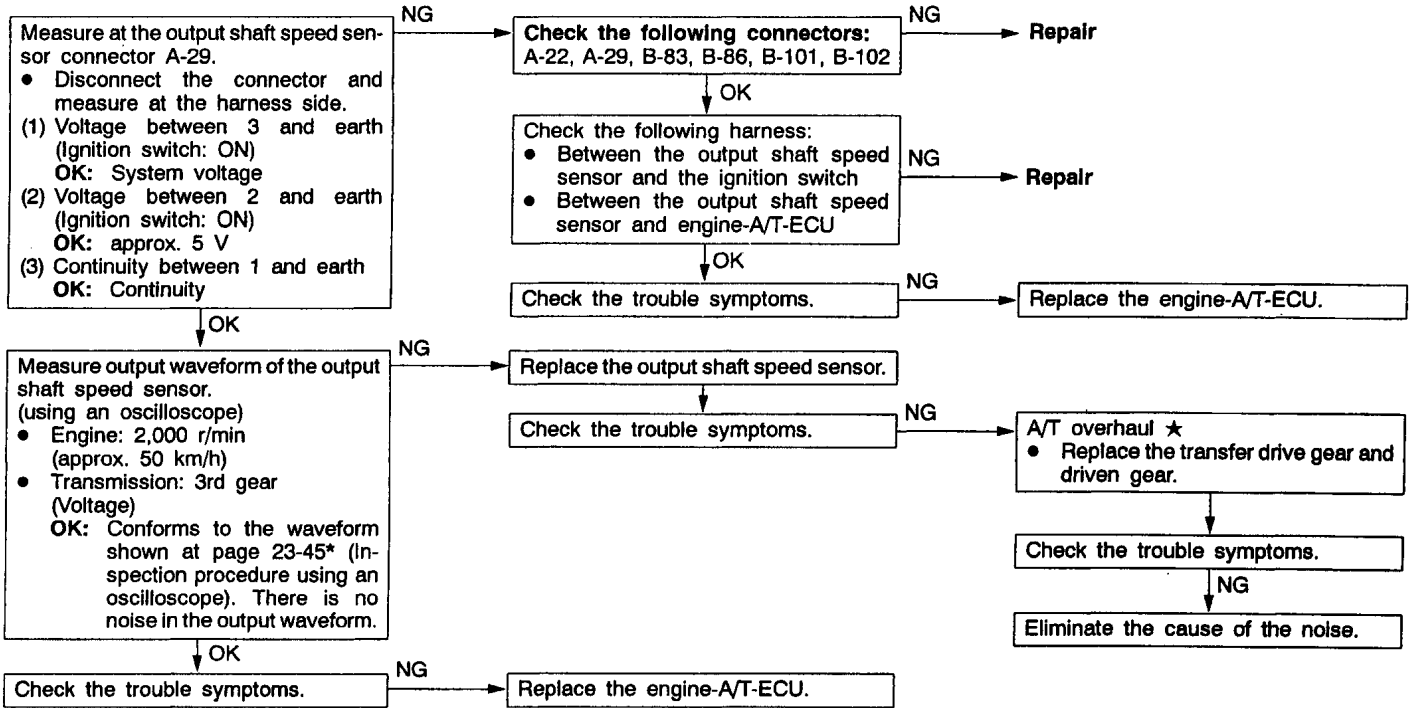 Measure at the output shaft speed sen-
sor connector A-29.
● Disconnect the connector and
measure at the harness side.
(1) Voltage between 3 and earth
(Ignition switch: ON)
OK: System voltage
(2) Voltage between 2 and earth
(Ignition switch: ON)
OK: approx. 5 V
(3) Continuity between 1 and earth
OK: Continuity
NG
Check the following connectors:
A-22, A-29, B-83, B-86, B-101, B-102
NG
Repair
OK
Check the following harness:
● Between the output shaft speed
sensor and the ignition switch
● Between the output shaft speed
sensor and engine-A/T-ECU
NG
Repair
OK
Check the trouble symptoms.
NG
Replace the engine-A/T-ECU.
OK
Measure output waveform of the output
shaft speed sensor.
(using an oscilloscope)
● Engine: 2,000 r/min
(approx. 50 km/h)
● Transmission: 3rd gear
(Voltage)
OK: Conforms to the waveform
shown at page 23-45* (In-
spection procedure using an
oscilloscope). There is no
noise in the output waveform.
NG
Replace the output shaft speed sensor.
Check the trouble symptoms.
NG
A/T overhaul ★
● Replace the transfer drive gear and
driven gear.
Check the trouble symptoms.
NG
Eliminate the cause of the noise.
OK
Check the trouble symptoms.
NG
Replace the engine-A/T-ECU.